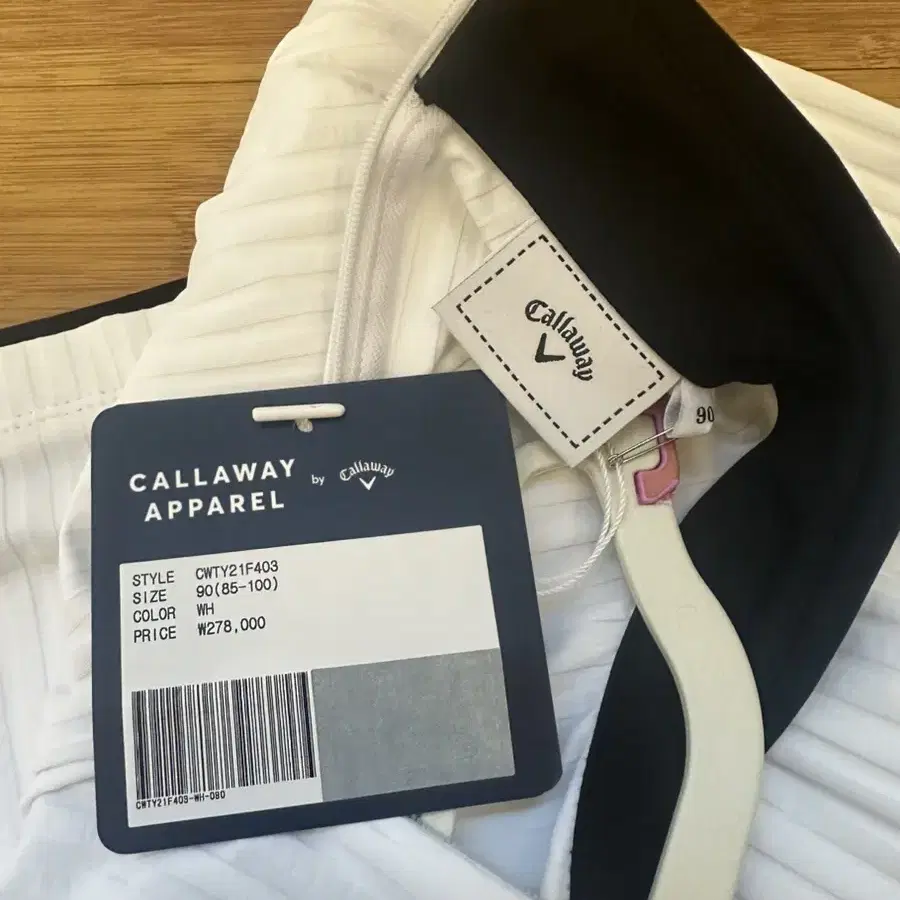 Callaway
90
CALLAWAY
APPAREL
by Callaway
STYLE CWTY21F403
SIZE 90(85-100)
COLOR WH
PRICE ₩278,000
CWTY21F403-WH-090